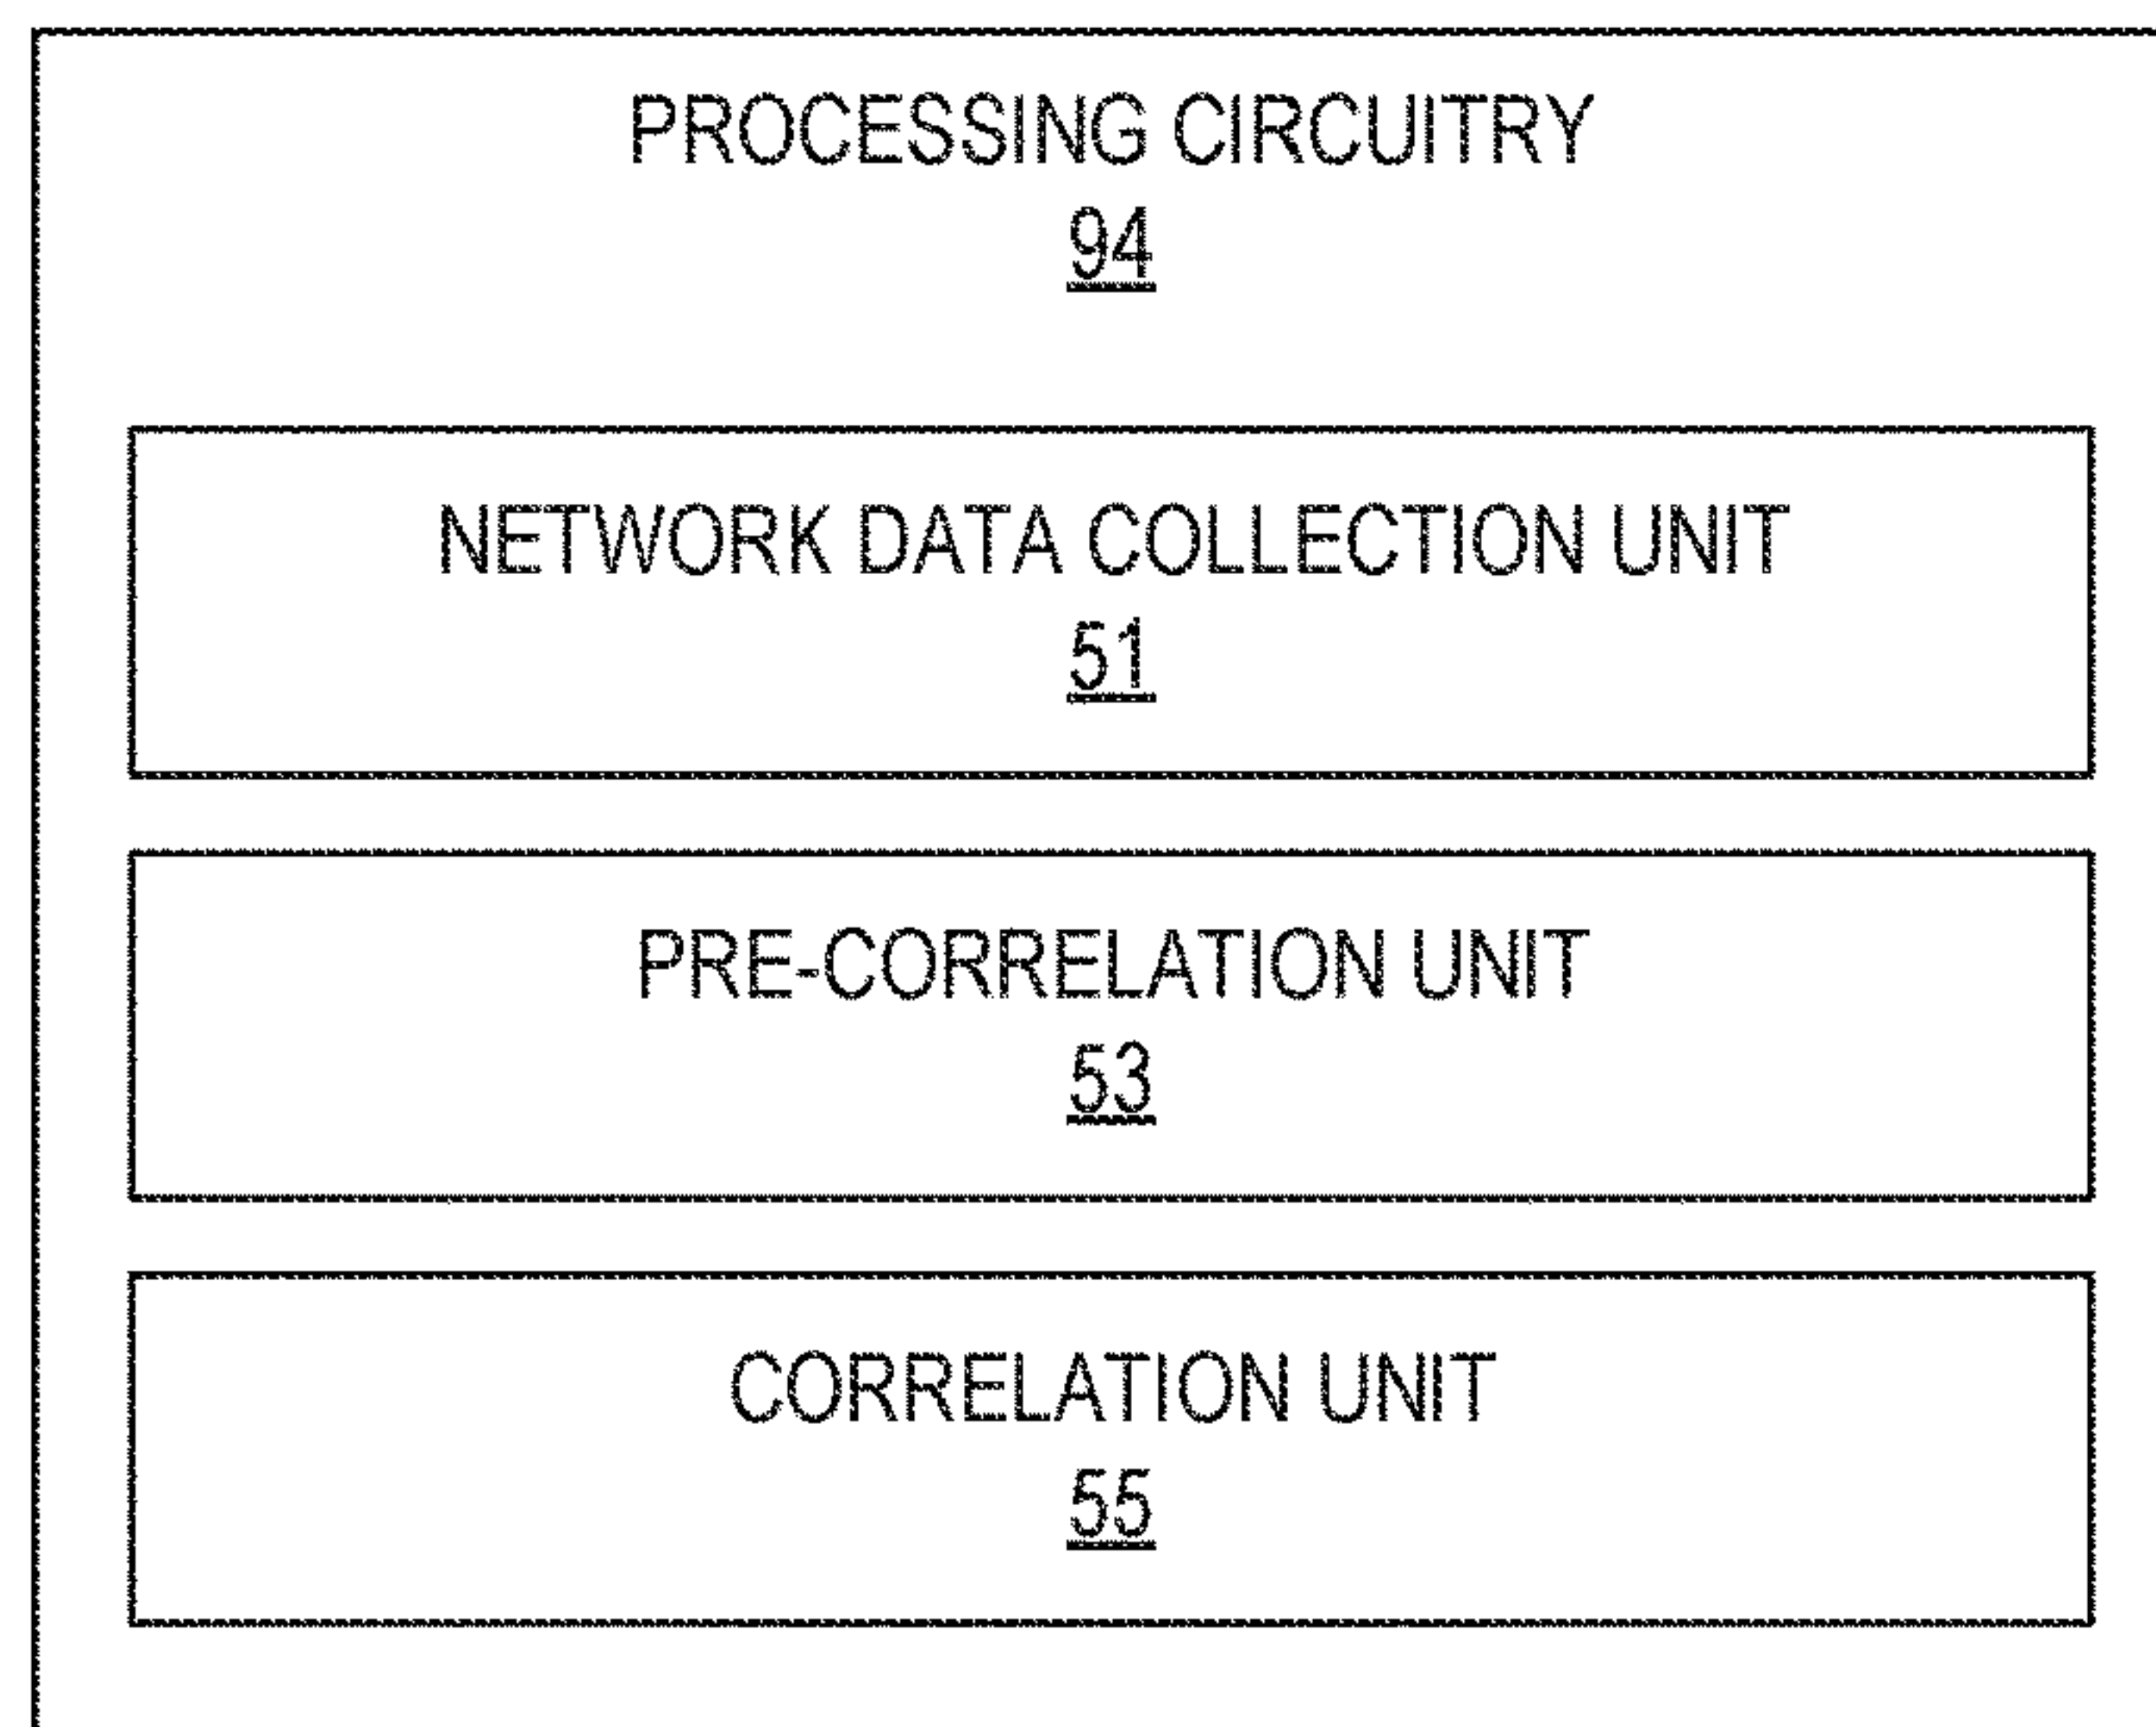 PROCESSING CIRCUITRY
94
NETWORK DATA COLLECTION UNIT
51
PRE-CORRELATION UNIT
53
CORRELATION UNIT
55